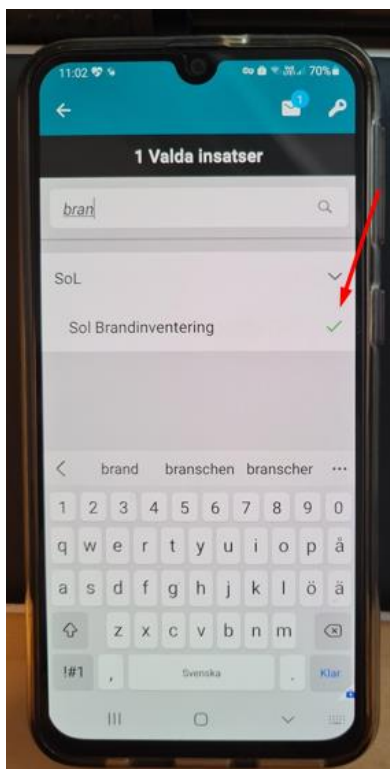 11:02 70%
1
1 Valda insatser
bran
SoL
Sol Brandinventering
brand branschen branscher
1 2 3 4 5 6 7 8 9 0
q w e r t y u i o p å
a s d f g h j k l ö ä
z x c v b n m
!#1 , Svenska . Klar